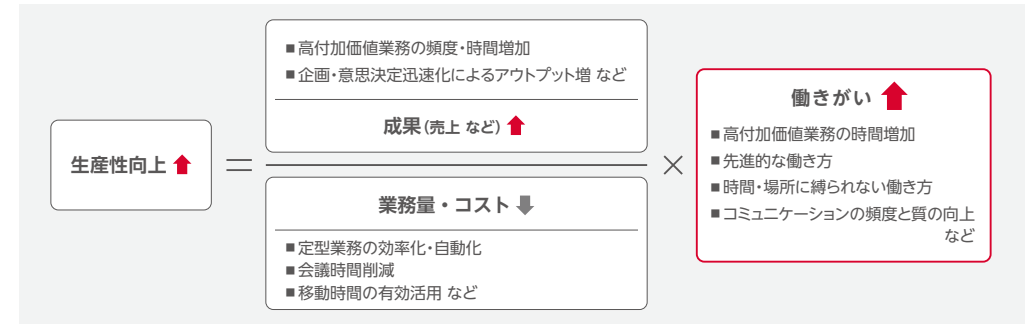 生産性向上
=
■高付加価値業務の頻度・時間増加
■企画・意思決定迅速化によるアウトプット増 など
成果(売上 など)
業務量・コスト
■定型業務の効率化・自動化
■会議時間削減
■移動時間の有効活用 など
×
働きがい
■高付加価値業務の時間増加
■先進的な働き方
■時間・場所に縛られない働き方
■コミュニケーションの頻度と質の向上
など